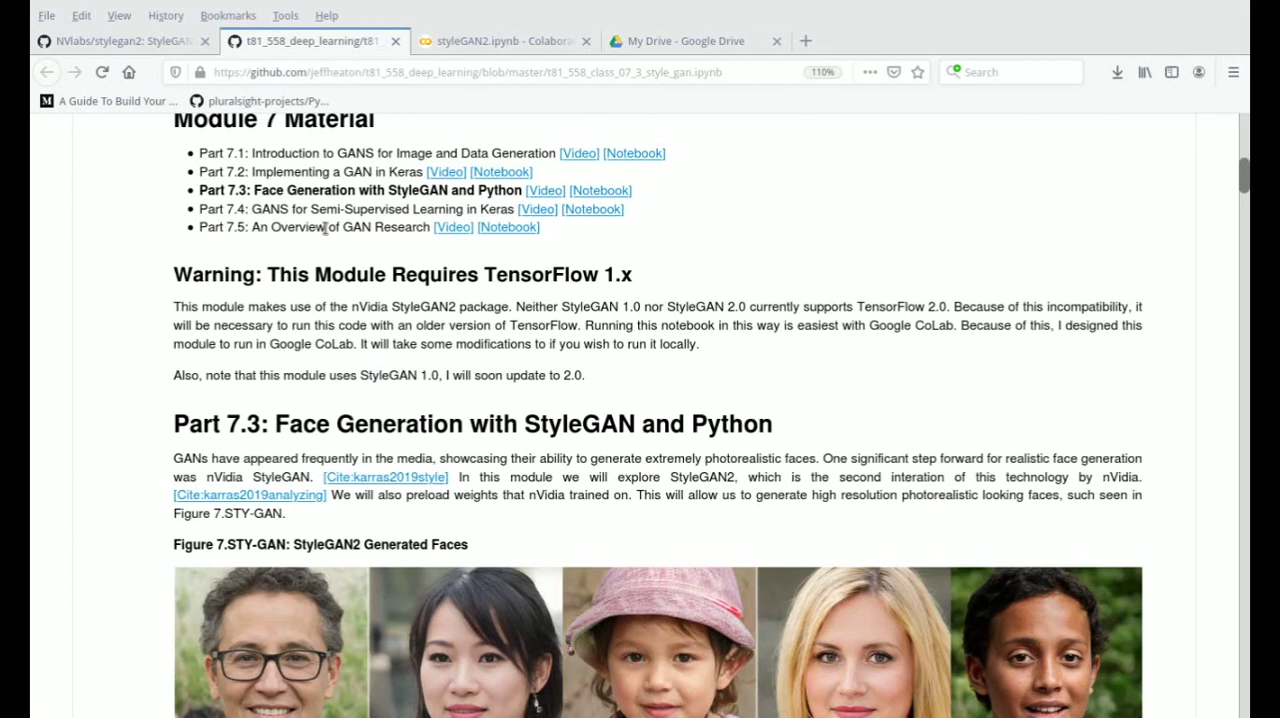 File Edit View History Bookmarks Tools Help
NVlabs/stylegan2: StyleGAN t81_558_deep_learning/t81_ styleGAN2.ipynb - Colabora My Drive - Google Drive
https://github.com/jeffheaton/t81_558_deep_learning/blob/master/t81_558_class_07_3_style_gan.ipynb 110% Search
A Guide To Build Your ... pluralsight-projects/Py...
Module 7 Material
• Part 7.1: Introduction to GANS for Image and Data Generation [Video] [Notebook]
• Part 7.2: Implementing a GAN in Keras [Video] [Notebook]
• Part 7.3: Face Generation with StyleGAN and Python [Video] [Notebook]
• Part 7.4: GANS for Semi-Supervised Learning in Keras [Video] [Notebook]
• Part 7.5: An Overview of GAN Research [Video] [Notebook]
Warning: This Module Requires TensorFlow 1.x
This module makes use of the nVidia StyleGAN2 package. Neither StyleGAN 1.0 nor StyleGAN 2.0 currently supports TensorFlow 2.0. Because of this incompatibility, it
will be necessary to run this code with an older version of TensorFlow. Running this notebook in this way is easiest with Google CoLab. Because of this, I designed this
module to run in Google CoLab. It will take some modifications to if you wish to run it locally.
Also, note that this module uses StyleGAN 1.0, I will soon update to 2.0.
Part 7.3: Face Generation with StyleGAN and Python
GANs have appeared frequently in the media, showcasing their ability to generate extremely photorealistic faces. One significant step forward for realistic face generation
was nVidia StyleGAN. [Cite:karras2019style] In this module we will explore StyleGAN2, which is the second interation of this technology by nVidia.
[Cite:karras2019analyzing] We will also preload weights that nVidia trained on. This will allow us to generate high resolution photorealistic looking faces, such seen in
Figure 7.STY-GAN.
Figure 7.STY-GAN: StyleGAN2 Generated Faces